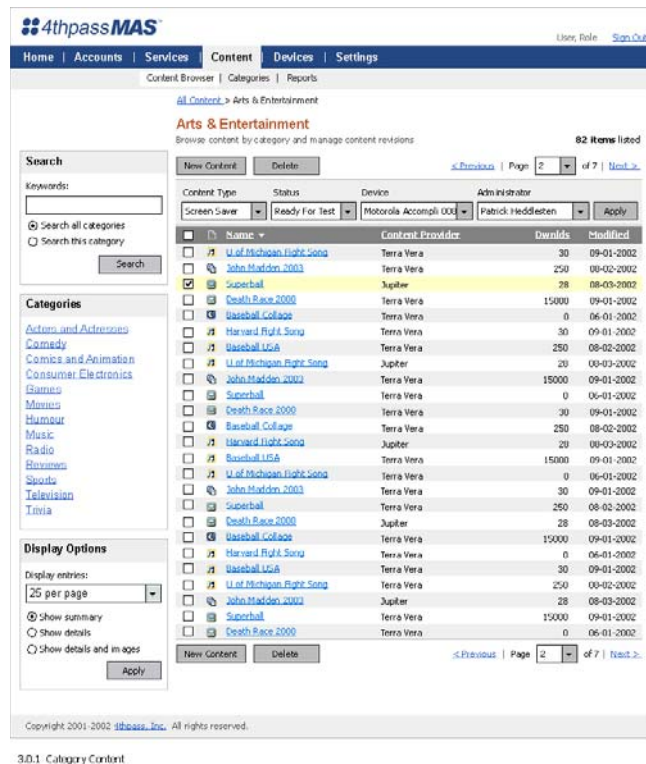 4thpassMAS
User, Role Sign Out
Home | Accounts | Services | Content | Devices | Settings
Content Browser | Categories | Reports
All Content > Arts & Entertainment
Arts & Entertainment
Browse content by category and manage content revisions
82 items listed
Search
Keywords:
Search all categories
Search this category
Search
Categories
Actors and Actresses
Comedy
Comics and Animation
Consumer Electronics
Games
Movies
Humour
Music
Radio
Reviews
Sports
Television
Trivia
Display Options
Display entries:
25 per page
Show summary
Show details
Show details and images
Apply
New Content Delete < Previous | Page 2 of 7 | Next >
Content Type Status Device Administrator
Screen Saver Ready For Test Motorola Accompli 00 Patrick Heddlesten Apply
Name Content Provider Dwnlds Modified
U.of Michigan Fight Song Terra Vera 30 09-01-2002
John Madden 2003 Terra Vera 250 08-02-2002
Superball Jupiter 28 08-03-2002
Death Race 2000 Terra Vera 15000 09-01-2002
Baseball Collage Terra Vera 0 06-01-2002
Harvard Fight Song Terra Vera 30 09-01-2002
Baseball USA Terra Vera 250 08-02-2002
U.of Michigan Fight Song Jupiter 28 08-03-2002
John Madden 2003 Terra Vera 15000 09-01-2002
Superball Terra Vera 0 06-01-2002
Death Race 2000 Terra Vera 30 09-01-2002
Baseball Collage Terra Vera 250 08-02-2002
Harvard Fight Song Jupiter 28 08-03-2002
Baseball USA Terra Vera 15000 09-01-2002
U.of Michigan Fight Song Terra Vera 0 06-01-2002
John Madden 2003 Terra Vera 30 09-01-2002
Superball Terra Vera 250 08-02-2002
Death Race 2000 Jupiter 28 08-03-2002
Baseball Collage Terra Vera 15000 09-01-2002
Harvard Fight Song Terra Vera 0 06-01-2002
Baseball USA Terra Vera 30 09-01-2002
U.of Michigan Fight Song Terra Vera 250 08-02-2002
John Madden 2003 Jupiter 28 08-03-2002
Superball Terra Vera 15000 09-01-2002
Death Race 2000 Terra Vera 0 06-01-2002
New Content Delete < Previous | Page 2 of 7 | Next >
Copyright 2001-2002 4thpass, Inc. All rights reserved.
3.0.1 Category Content